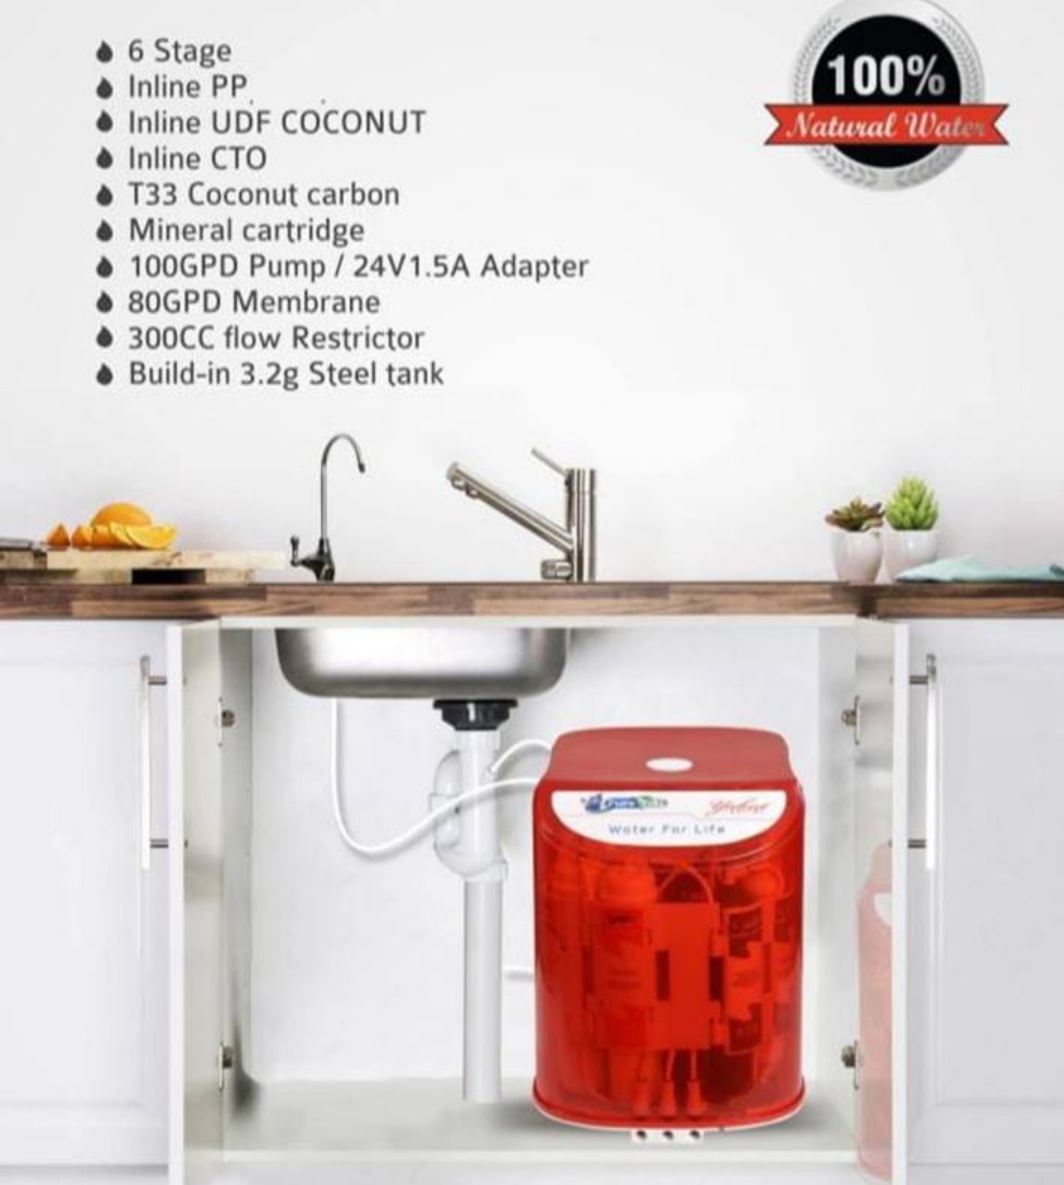 6 Stage
Inline PP
Inline UDF COCONUT
Inline CTO
T33 Coconut carbon
Mineral cartridge
100GPD Pump / 24V1.5A Adapter
80GPD Membrane
300CC flow Restrictor
Build-in 3.2g Steel tank
100%
Natural Water
Water For Life